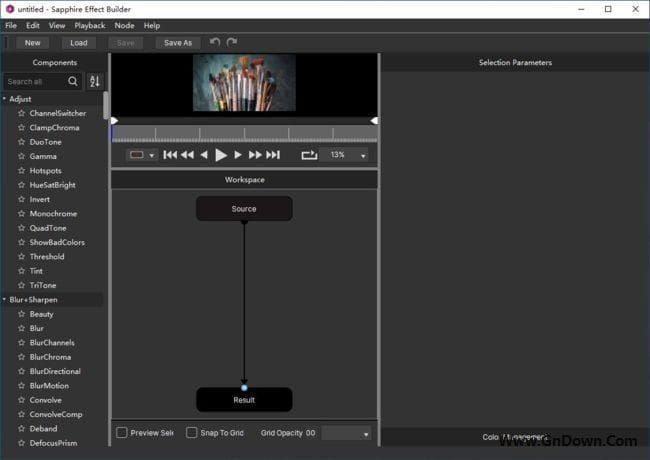 untitled - Sapphire Effect Builder
File Edit View Playback Node Help
New Load Save Save As
Components
Search all
Adjust
ChannelSwitcher
ClampChroma
DuoTone
Gamma
Hotspots
HueSatBright
Invert
Monochrome
QuadTone
ShowBadColors
Threshold
Tint
TriTone
Blur+Sharpen
Beauty
Blur
BlurChannels
BlurChroma
BlurDirectional
BlurMotion
Convolve
ConvolveComp
Deband
DefocusPrism
13%
Workspace
Source
Result
Preview Sele
Snap To Grid
Grid Opacity 00
Selection Parameters
Color Management
www.GnDown.Com